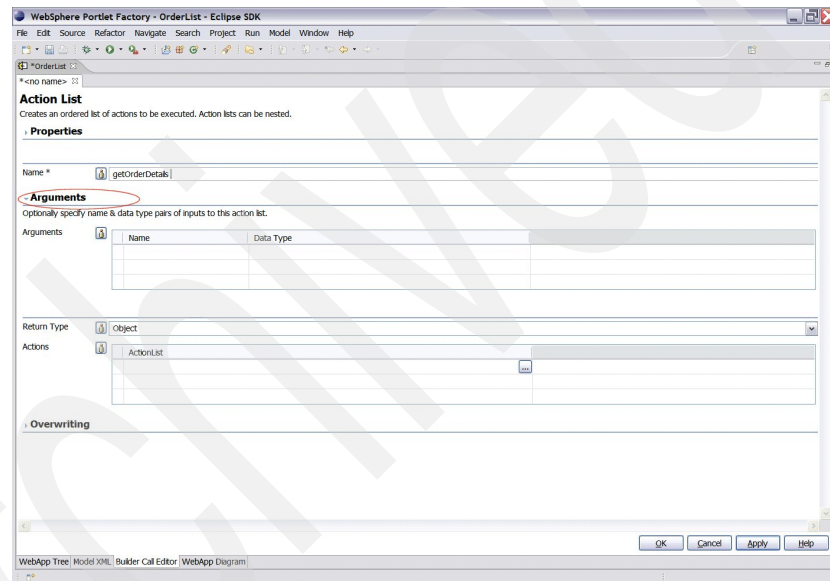 WebSphere Portlet Factory - OrderList - Eclipse SDK
File Edit Source Refactor Navigate Search Project Run Model Window Help
*OrderList
*<no name>
Action List
Creates an ordered list of actions to be executed. Action lists can be nested.
Properties
Name * getOrderDetails
Arguments
Optionally specify name & data type pairs of inputs to this action list.
Arguments
Name Data Type
Return Type Object
Actions
ActionList
...
Overwriting
OK Cancel Apply Help
WebApp Tree Model XML Builder Call Editor WebApp Diagram